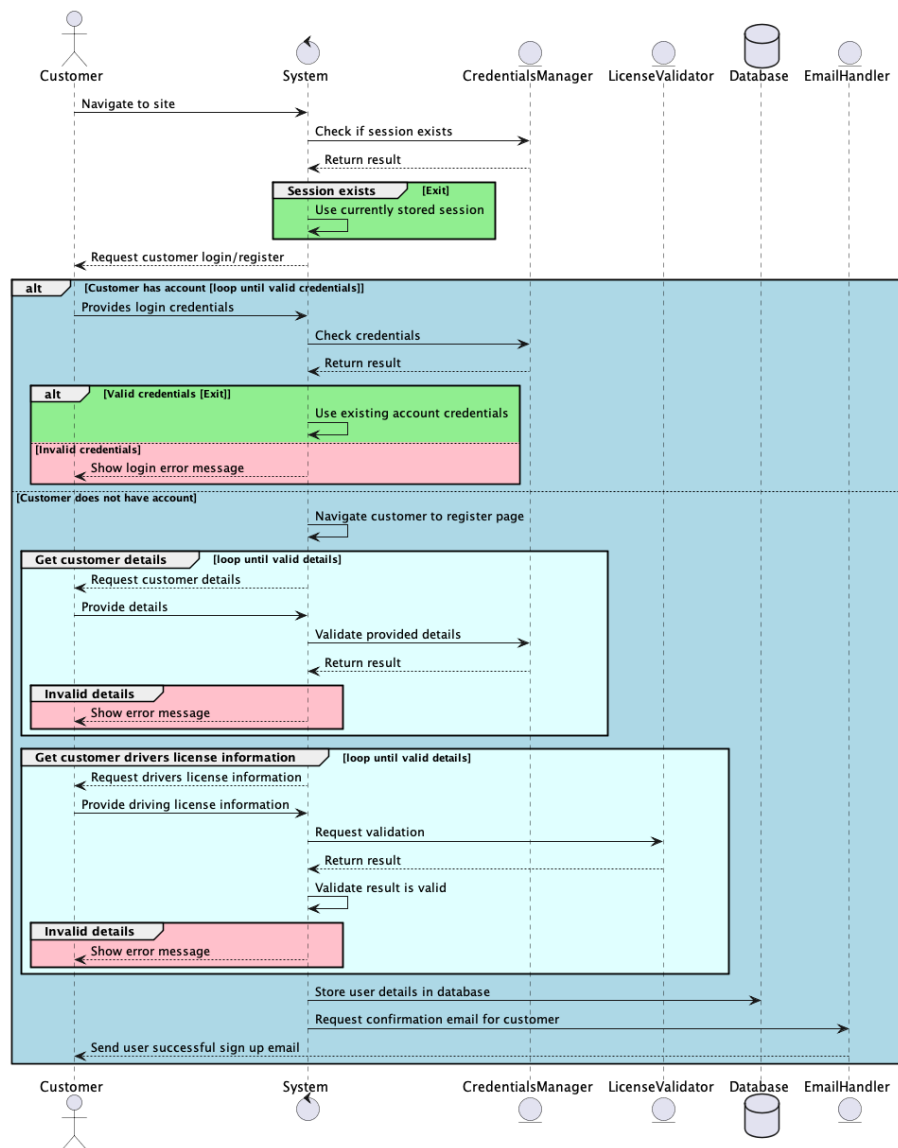 Customer System CredentialsManager LicenseValidator Database EmailHandler
Navigate to site
Check if session exists
Return result
Session exists [Exit]
Use currently stored session
Request customer login/register
alt [Customer has account [loop until valid credentials]]
Provides login credentials
Check credentials
Return result
alt [Valid credentials [Exit]]
Use existing account credentials
[Invalid credentials]
Show login error message
[Customer does not have account]
Navigate customer to register page
Get customer details [loop until valid details]
Request customer details
Provide details
Validate provided details
Return result
Invalid details
Show error message
Get customer drivers license information [loop until valid details]
Request drivers license information
Provide driving license information
Request validation
Return result
Validate result is valid
Invalid details
Show error message
Store user details in database
Request confirmation email for customer
Send user successful sign up email
Customer System CredentialsManager LicenseValidator Database EmailHandler